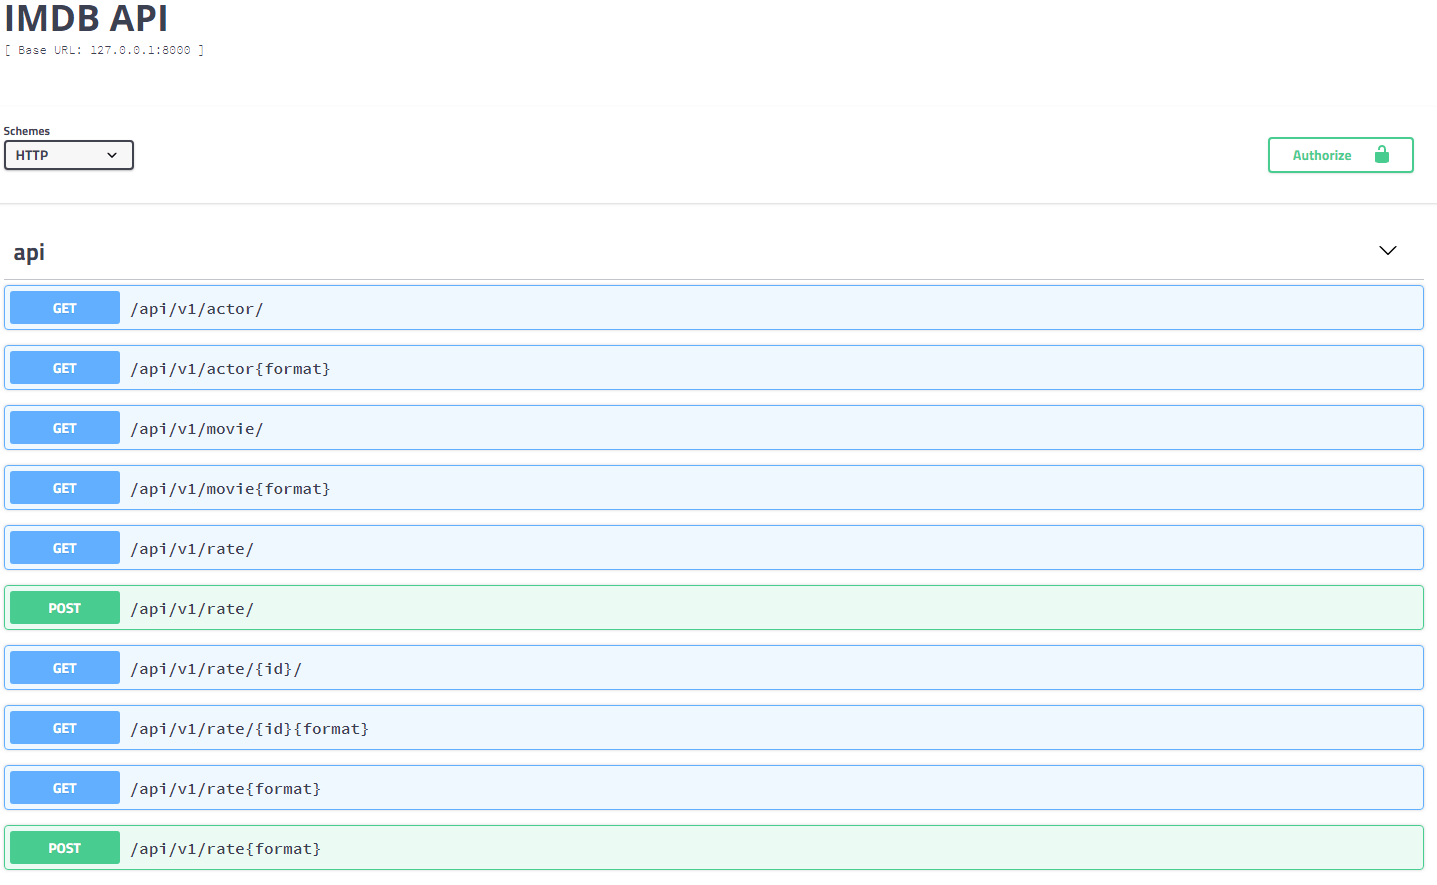 IMDB API
[ Base URL: 127.0.0.1:8000 ]
Schemes
HTTP
Authorize
api
GET /api/v1/actor/
GET /api/v1/actor{format}
GET /api/v1/movie/
GET /api/v1/movie{format}
GET /api/v1/rate/
POST /api/v1/rate/
GET /api/v1/rate/{id}/
GET /api/v1/rate/{id}{format}
GET /api/v1/rate{format}
POST /api/v1/rate{format}